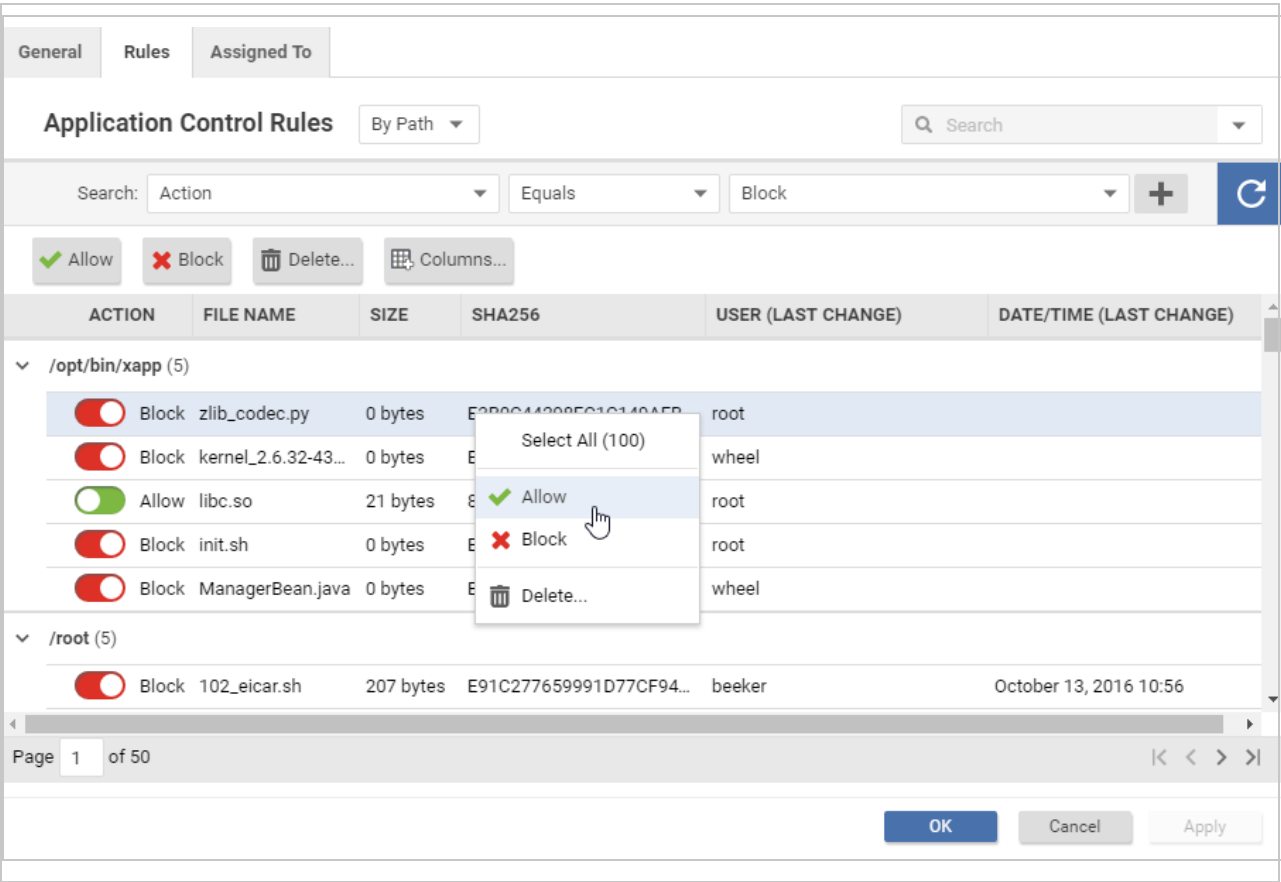 General Rules Assigned To
Application Control Rules By Path Search
Search: Action Equals Block
Allow Block Delete... Columns...
ACTION FILE NAME SIZE SHA256 USER (LAST CHANGE) DATE/TIME (LAST CHANGE)
/opt/bin/xapp (5)
Block zlib_codec.py 0 bytes root
Select All (100)
Block kernel_2.6.32-43... 0 bytes E wheel
Allow
Allow libc.so 21 bytes 8 root
Block
Block init.sh 0 bytes E root
Block ManagerBean.java 0 bytes E wheel
Delete...
/root (5)
Block 102_eicar.sh 207 bytes E91C277659991D77CF94... beeker October 13, 2016 10:56
Page 1 of 50
OK Cancel Apply